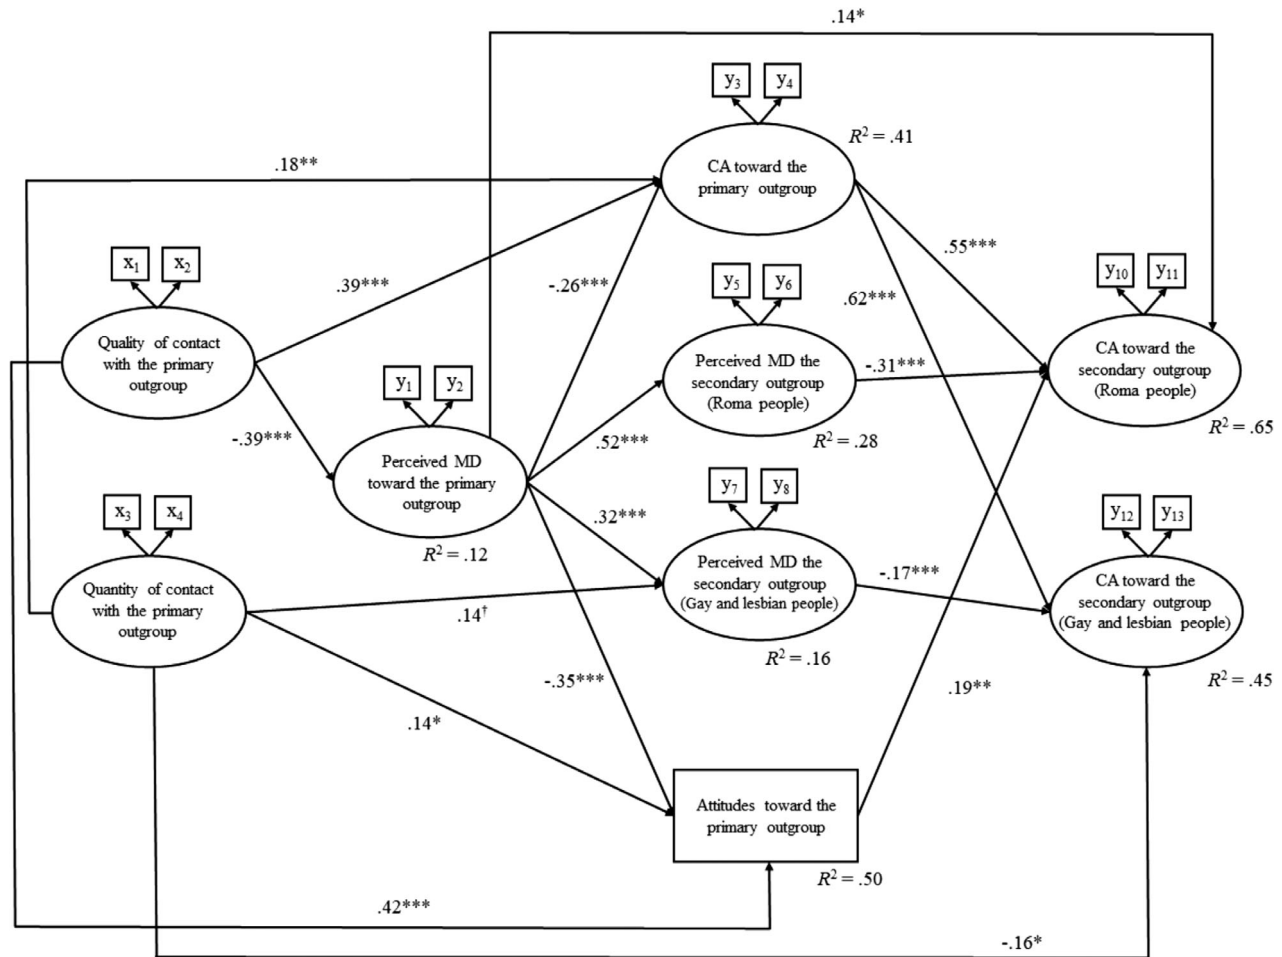 .14*
y3 y4
R² = .41
CA toward the
primary outgroup
.18**
.55***
.39***
-.26***
.62***
x1 x2
y5 y6
y10 y11
Quality of contact
with the primary
outgroup
Perceived MD the
secondary outgroup
(Roma people)
-.31***
CA toward the
secondary outgroup
(Roma people)
y1 y2
R² = .65
-.39***
.52***
R² = .28
Perceived MD
toward the primary
outgroup
R² = .12
x3 x4
y7 y8
y12 y13
.32***
Quantity of contact
with the primary
outgroup
Perceived MD the
secondary outgroup
(Gay and lesbian people)
-.17***
CA toward the
secondary outgroup
(Gay and lesbian people)
.14†
R² = .16
R² = .45
-.35***
.19**
.14*
Attitudes toward the
primary outgroup
R² = .50
.42***
-.16*